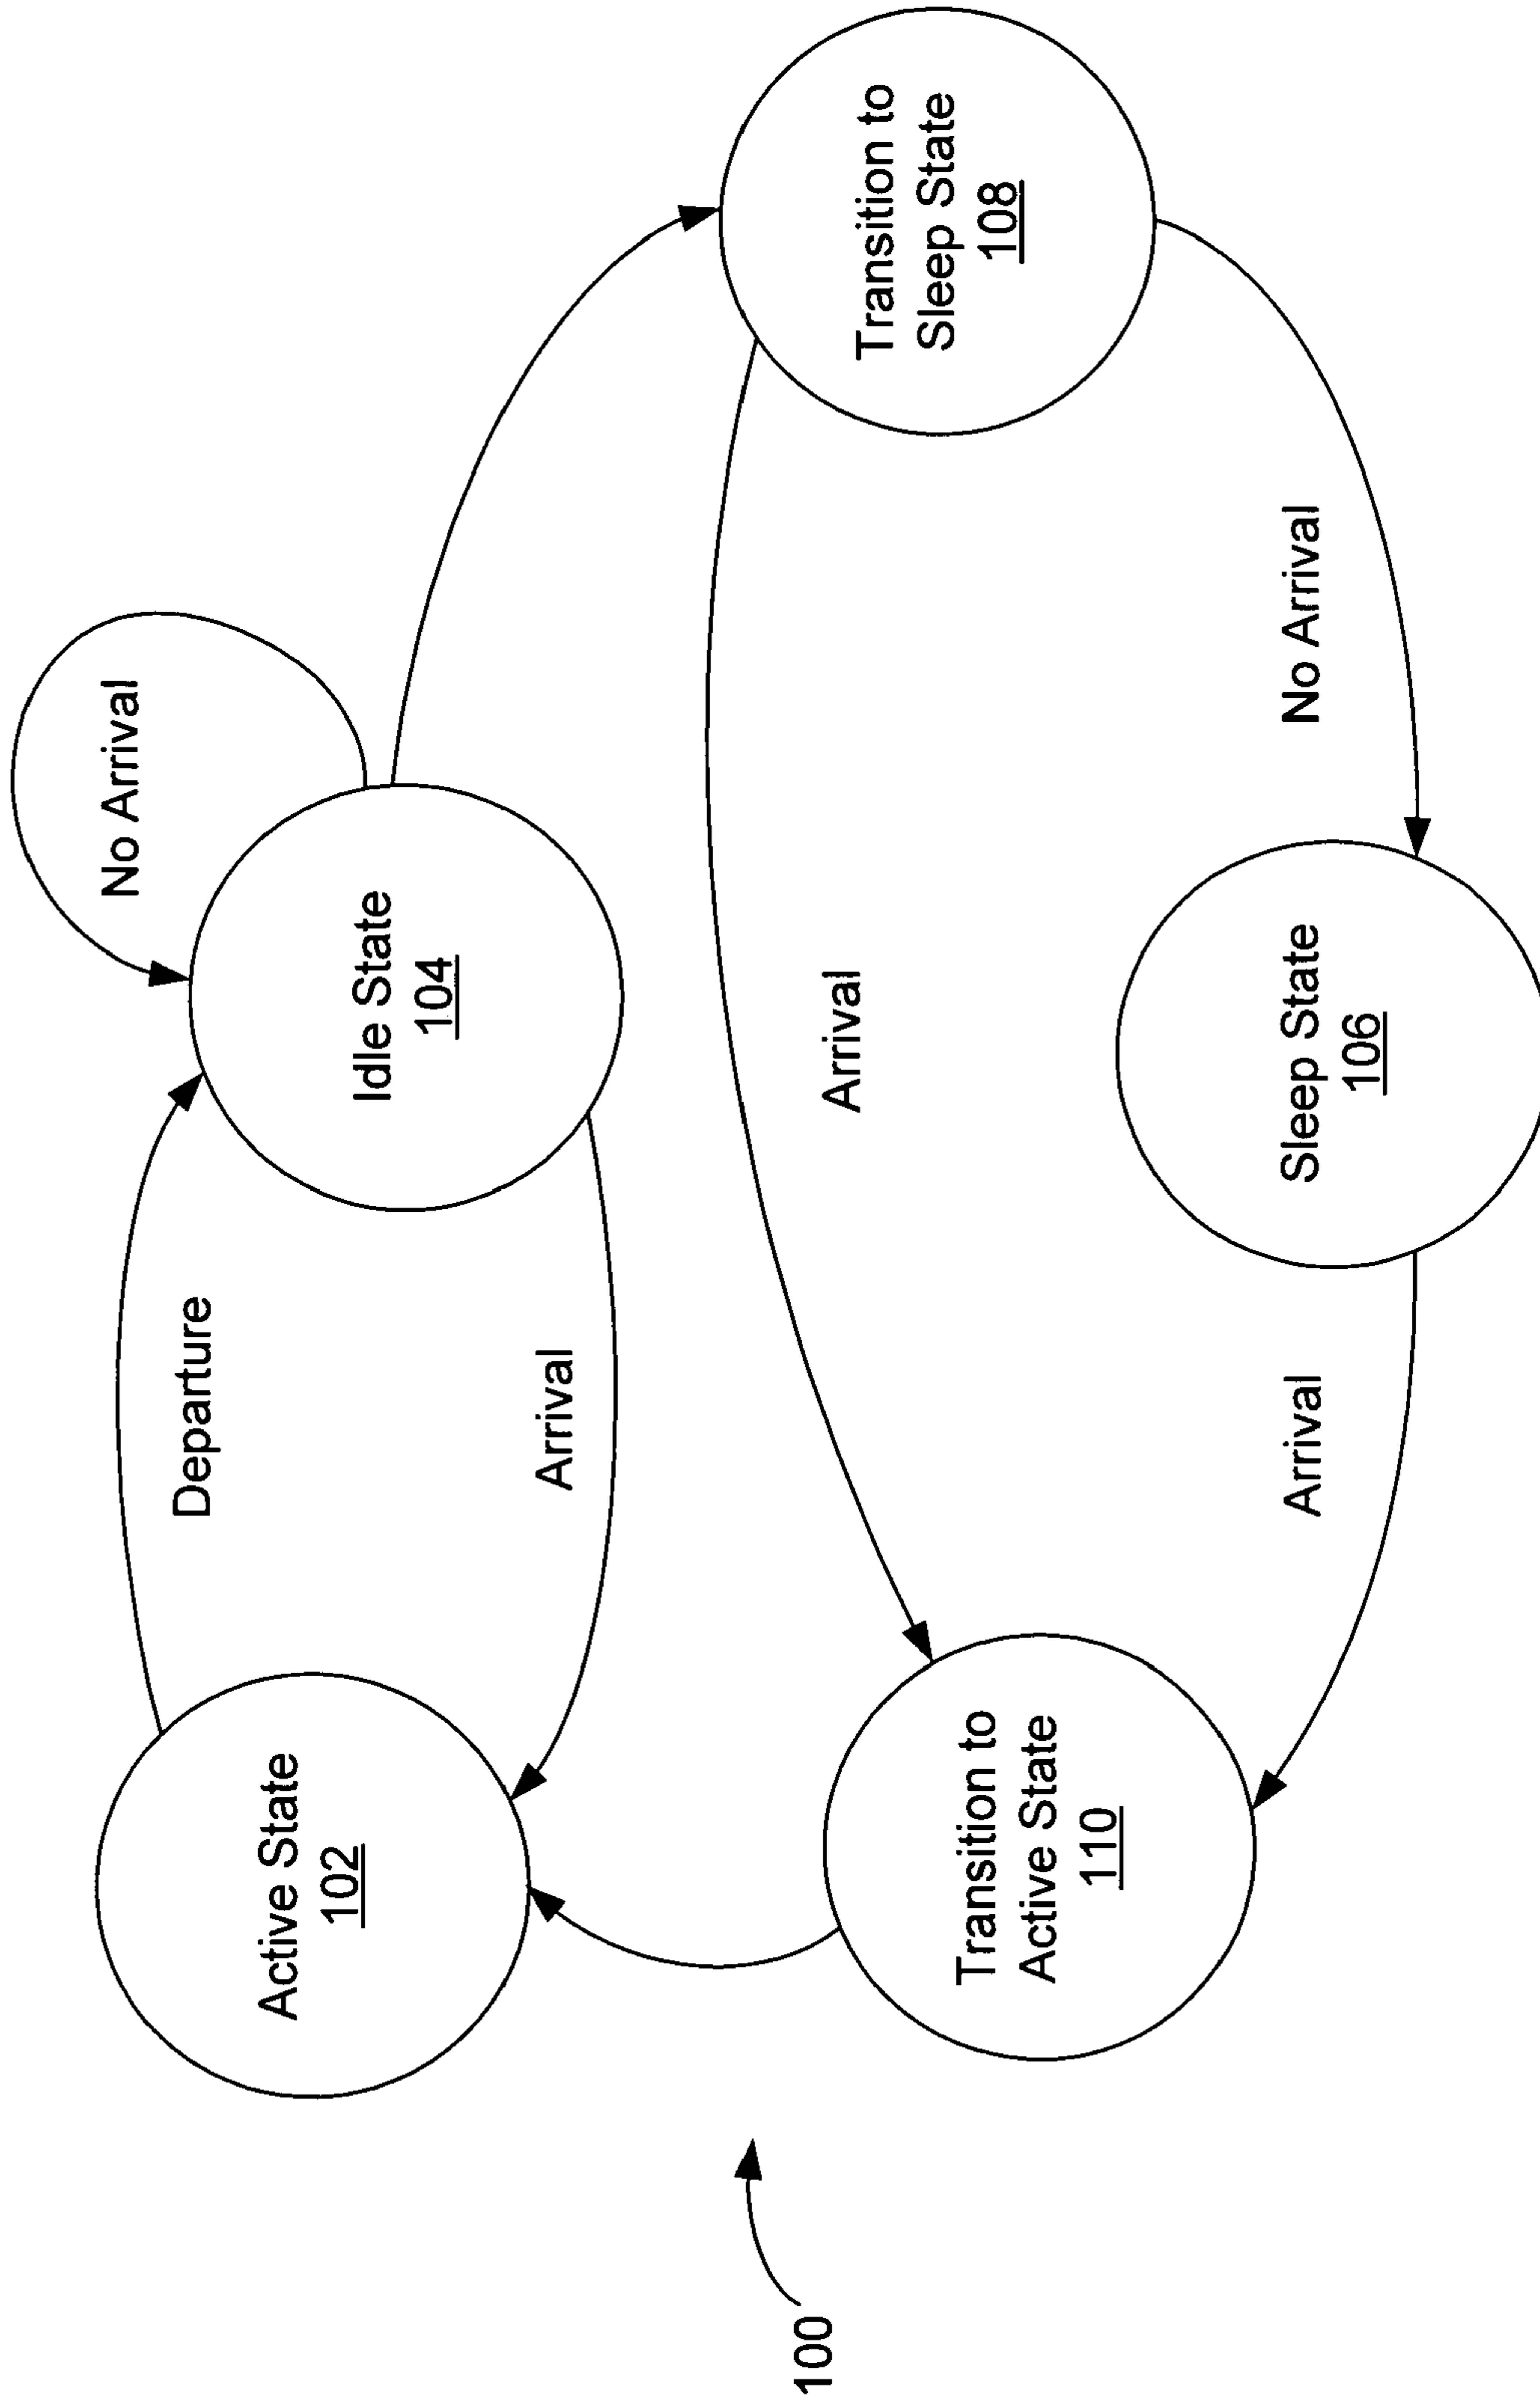 No Arrival
Departure
Idle State
104
Active State
102
Arrival
Transition to
Sleep State
108
Arrival
Transition to
Active State
110
No Arrival
Sleep State
106
Arrival
100